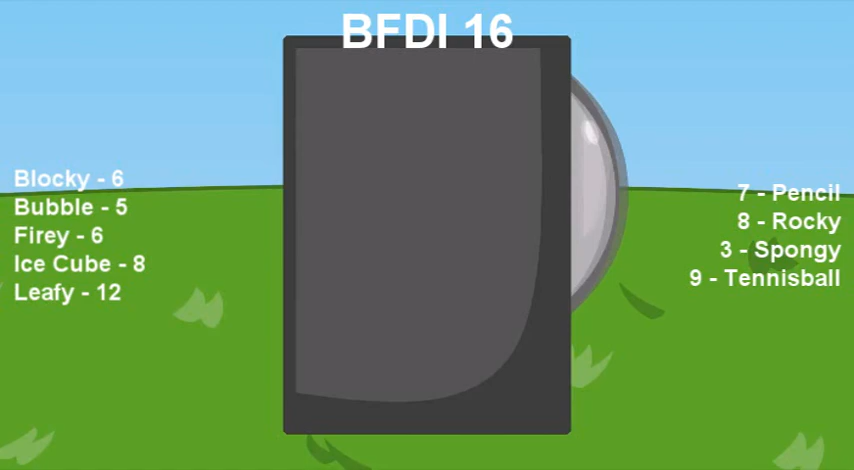 BFDI 16
Blocky - 6
Bubble - 5
Firey - 6
Ice Cube - 8
Leafy - 12
7 - Pencil
8 - Rocky
3 - Spongy
9 - Tennisball